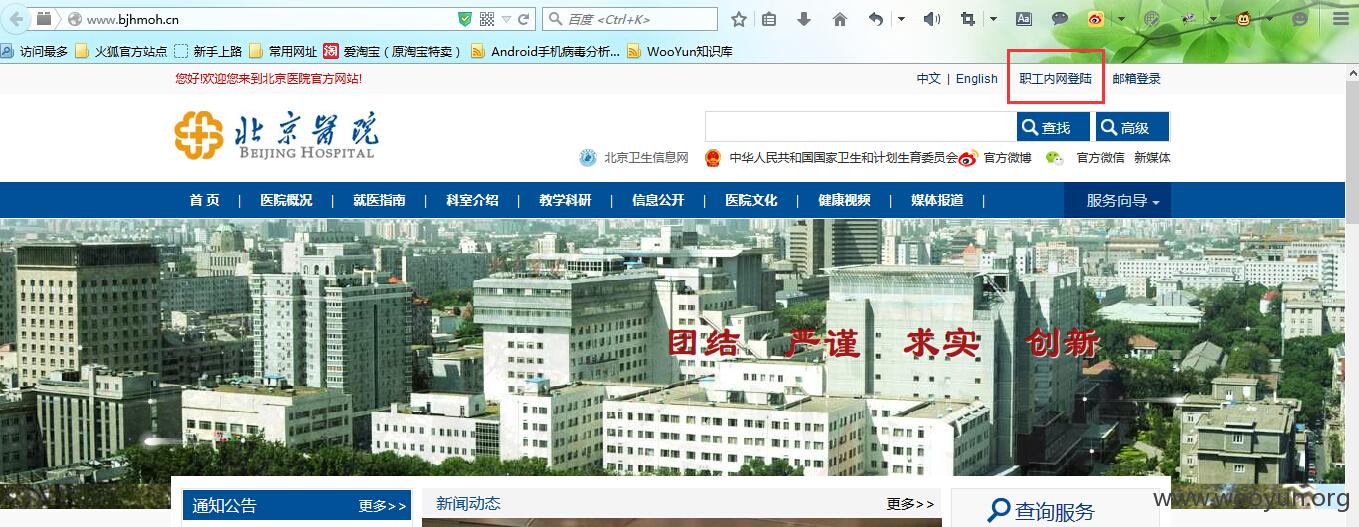 www.bjhmoh.cn
百度 <Ctrl+K>
访问最多 火狐官方站点 新手上路 常用网址 爱淘宝（原淘宝特卖） Android手机病毒分析... WooYun知识库
您好!欢迎您来到北京医院官方网站! 中文 | English 职工内网登陆 邮箱登录
北京醫院
BEIJING HOSPITAL
查找 高级
北京卫生信息网 中华人民共和国国家卫生和计划生育委员会 官方微博 官方微信 新媒体
首 页 | 医院概况 | 就医指南 | 科室介绍 | 教学科研 | 信息公开 | 医院文化 | 健康视频 | 媒体报道 | 服务向导
团结 严谨 求实 创新
通知公告 更多>> 新闻动态 更多>> 查询服务
www.wooyun.org